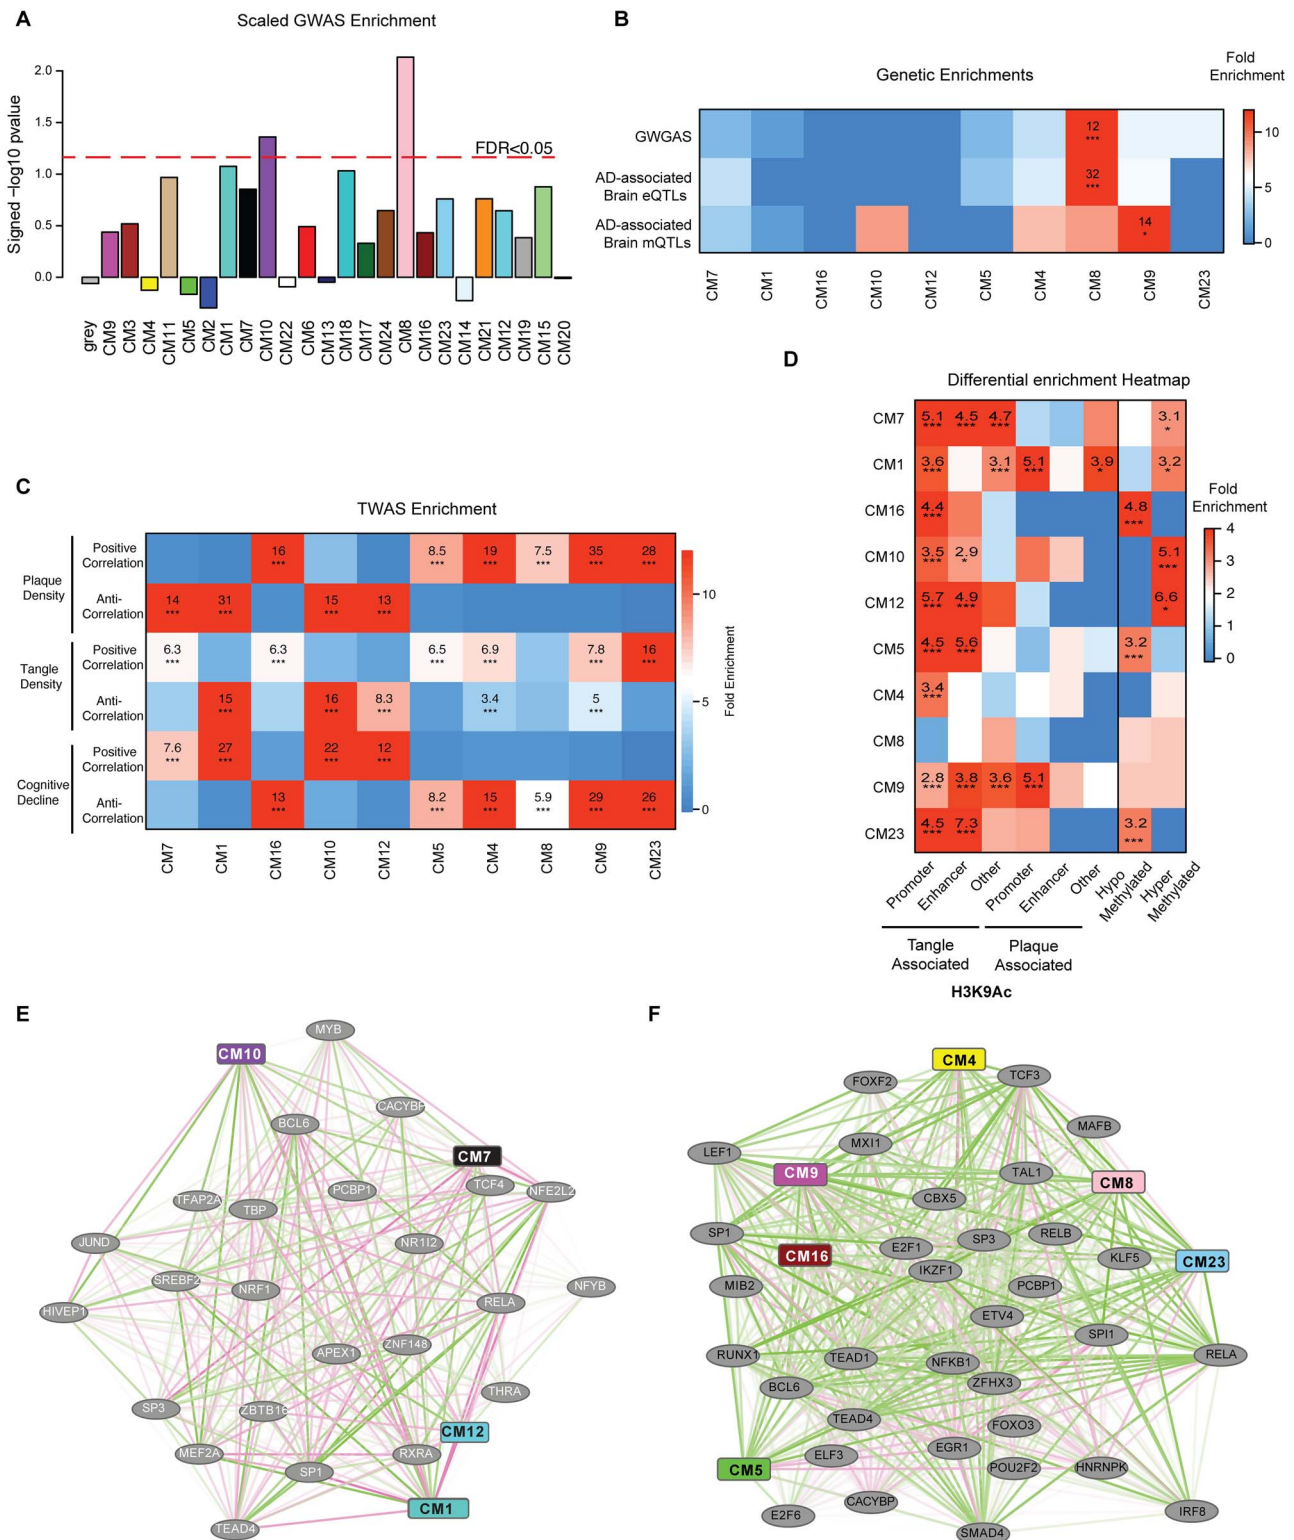 A
Scaled GWAS Enrichment
Signed −log10 pvalue
2.0
1.5
1.0
0.5
0.0
FDR<0.05
grey
CM9
CM3
CM4
CM11
CM5
CM2
CM1
CM7
CM10
CM22
CM6
CM13
CM18
CM17
CM24
CM8
CM16
CM23
CM14
CM21
CM12
CM19
CM15
CM20
B
Genetic Enrichments
Fold
Enrichment
GWGAS
12
***
AD-associated
Brain eQTLs
32
***
AD-associated
Brain mQTLs
14
*
10
5
0
CM7
CM1
CM16
CM10
CM12
CM5
CM4
CM8
CM9
CM23
C
TWAS Enrichment
Plaque
Density
Positive
Correlation
16 8.5 19 7.5 35 28
*** *** *** *** *** ***
Anti-
Correlation
14 31 15 13
*** *** *** ***
Tangle
Density
Positive
Correlation
6.3 6.3 6.5 6.9 7.8 16
*** *** *** *** *** ***
Anti-
Correlation
15 16 8.3 3.4 5
*** *** *** *** ***
Cognitive
Decline
Positive
Correlation
7.6 27 22 12
*** *** *** ***
Anti-
Correlation
13 8.2 15 5.9 29 26
*** *** *** *** *** ***
10
5
0
Fold Enrichment
CM7
CM1
CM16
CM10
CM12
CM5
CM4
CM8
CM9
CM23
D
Differential enrichment Heatmap
CM7
5.1 4.5 4.7 3.1
*** *** *** *
CM1
3.6 3.1 5.1 3.9 3.2
*** *** *** * *
CM16
4.4 4.8
*** ***
CM10
3.5 2.9 5.1
*** * ***
CM12
5.7 4.9 6.6
*** *** *
CM5
4.5 5.6 3.2
*** *** ***
CM4
3.4
***
CM8
CM9
2.8 3.8 3.6 5.1
*** *** *** ***
CM23
4.5 7.3 3.2
*** *** ***
Fold
Enrichment
4
3
2
1
0
Promoter
Enhancer
Other
Promoter
Enhancer
Other
Hypo
Methylated
Hyper
Methylated
Tangle
Associated
Plaque
Associated
H3K9Ac
E
MYB
CM10
CACYBP
BCL6
CM7
TCF4
NFE2L2
PCBP1
TFAP2A
TBP
JUND
NR1I2
SREBF2
NRF1
NFYB
HIVEP1
RELA
ZNF148
APEX1
THRA
SP3
ZBTB16
CM12
MEF2A
RXRA
SP1
CM1
TEAD4
F
CM4
FOXF2
TCF3
MAFB
MXI1
LEF1
CM9
TAL1
CM8
CBX5
SP1
SP3
RELB
E2F1
CM16
KLF5
CM23
IKZF1
MIB2
PCBP1
ETV4
SPI1
RUNX1
TEAD1
NFKB1
RELA
BCL6
ZFHX3
TEAD4
FOXO3
EGR1
ELF3
CM5
POU2F2
HNRNPK
CACYBP
E2F6
IRF8
SMAD4